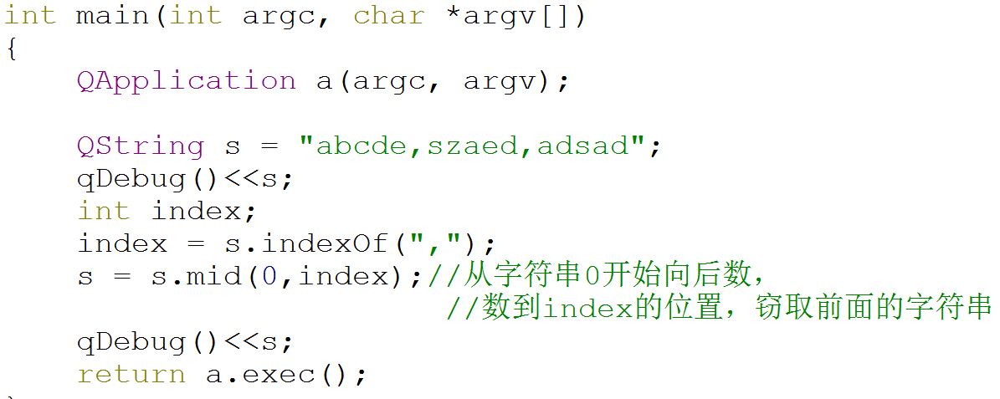 int main(int argc, char *argv[])
{
    QApplication a(argc, argv);
    QString s = "abcde,szaed,adsad";
    qDebug()<<s;
    int index;
    index = s.indexOf(",");
    s = s.mid(0,index);//从字符串0开始向后数，
                       //数到index的位置，窃取前面的字符串
    qDebug()<<s;
    return a.exec();